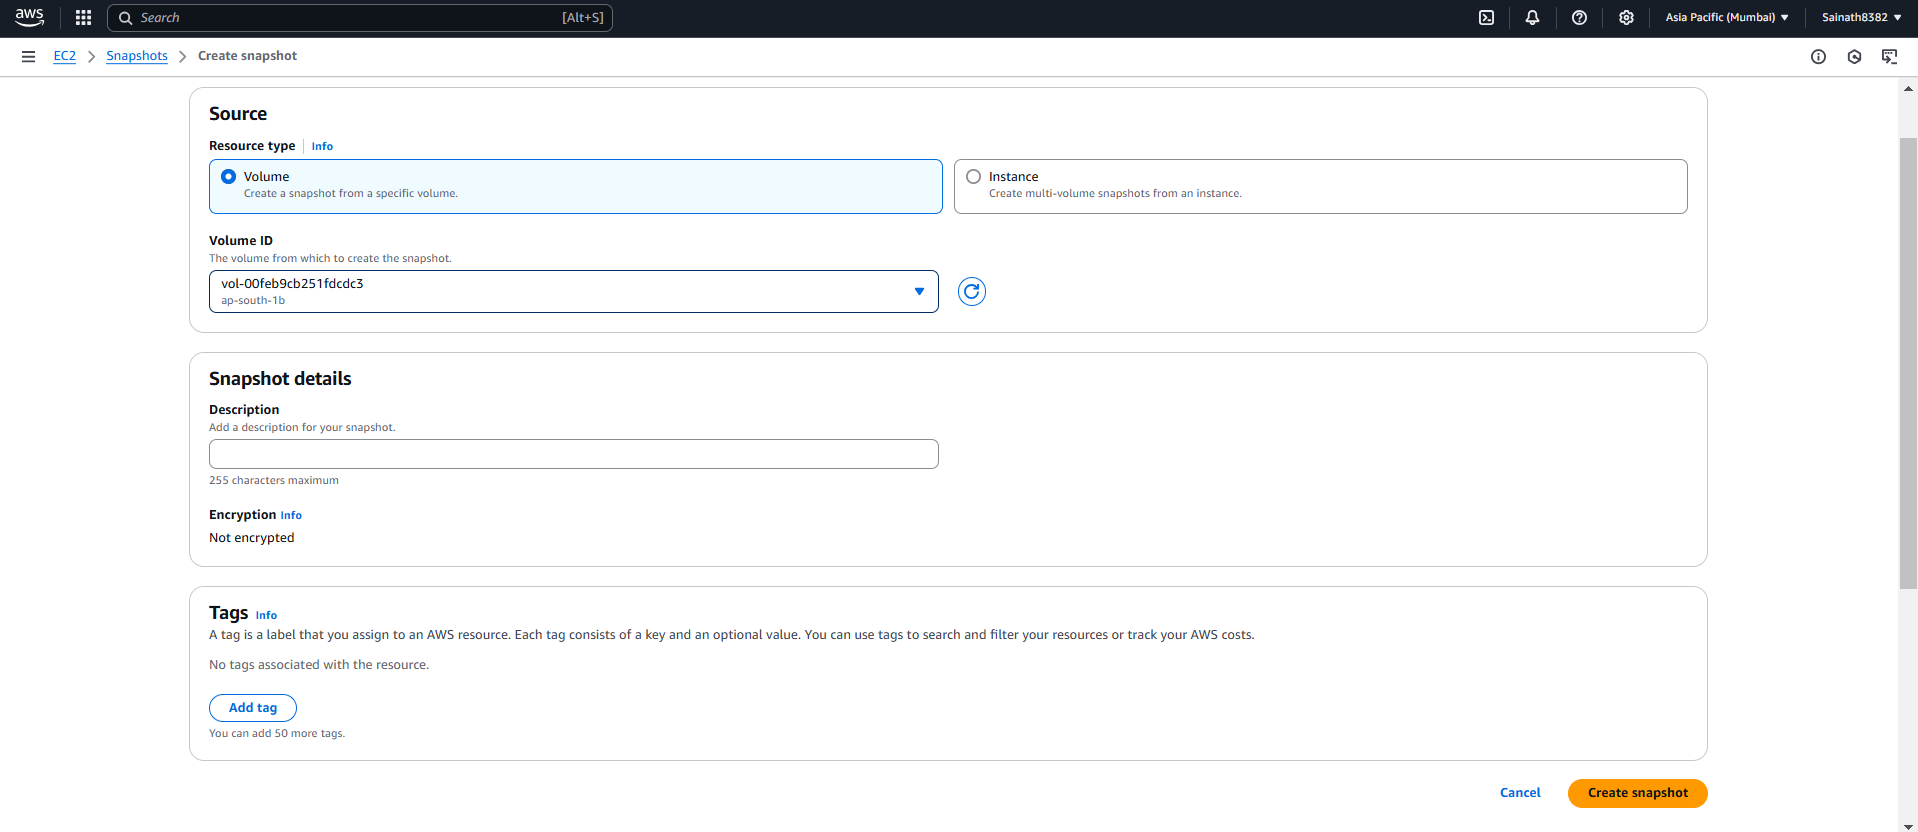 aws Search [Alt+S] Asia Pacific (Mumbai) Sainath8382
EC2 Snapshots Create snapshot
Source
Resource type Info
Volume
Create a snapshot from a specific volume.
Instance
Create multi-volume snapshots from an instance.
Volume ID
The volume from which to create the snapshot.
vol-00feb9cb251fdcdc3
ap-south-1b
Snapshot details
Description
Add a description for your snapshot.
255 characters maximum
Encryption Info
Not encrypted
Tags Info
A tag is a label that you assign to an AWS resource. Each tag consists of a key and an optional value. You can use tags to search and filter your resources or track your AWS costs.
No tags associated with the resource.
Add tag
You can add 50 more tags.
Cancel Create snapshot